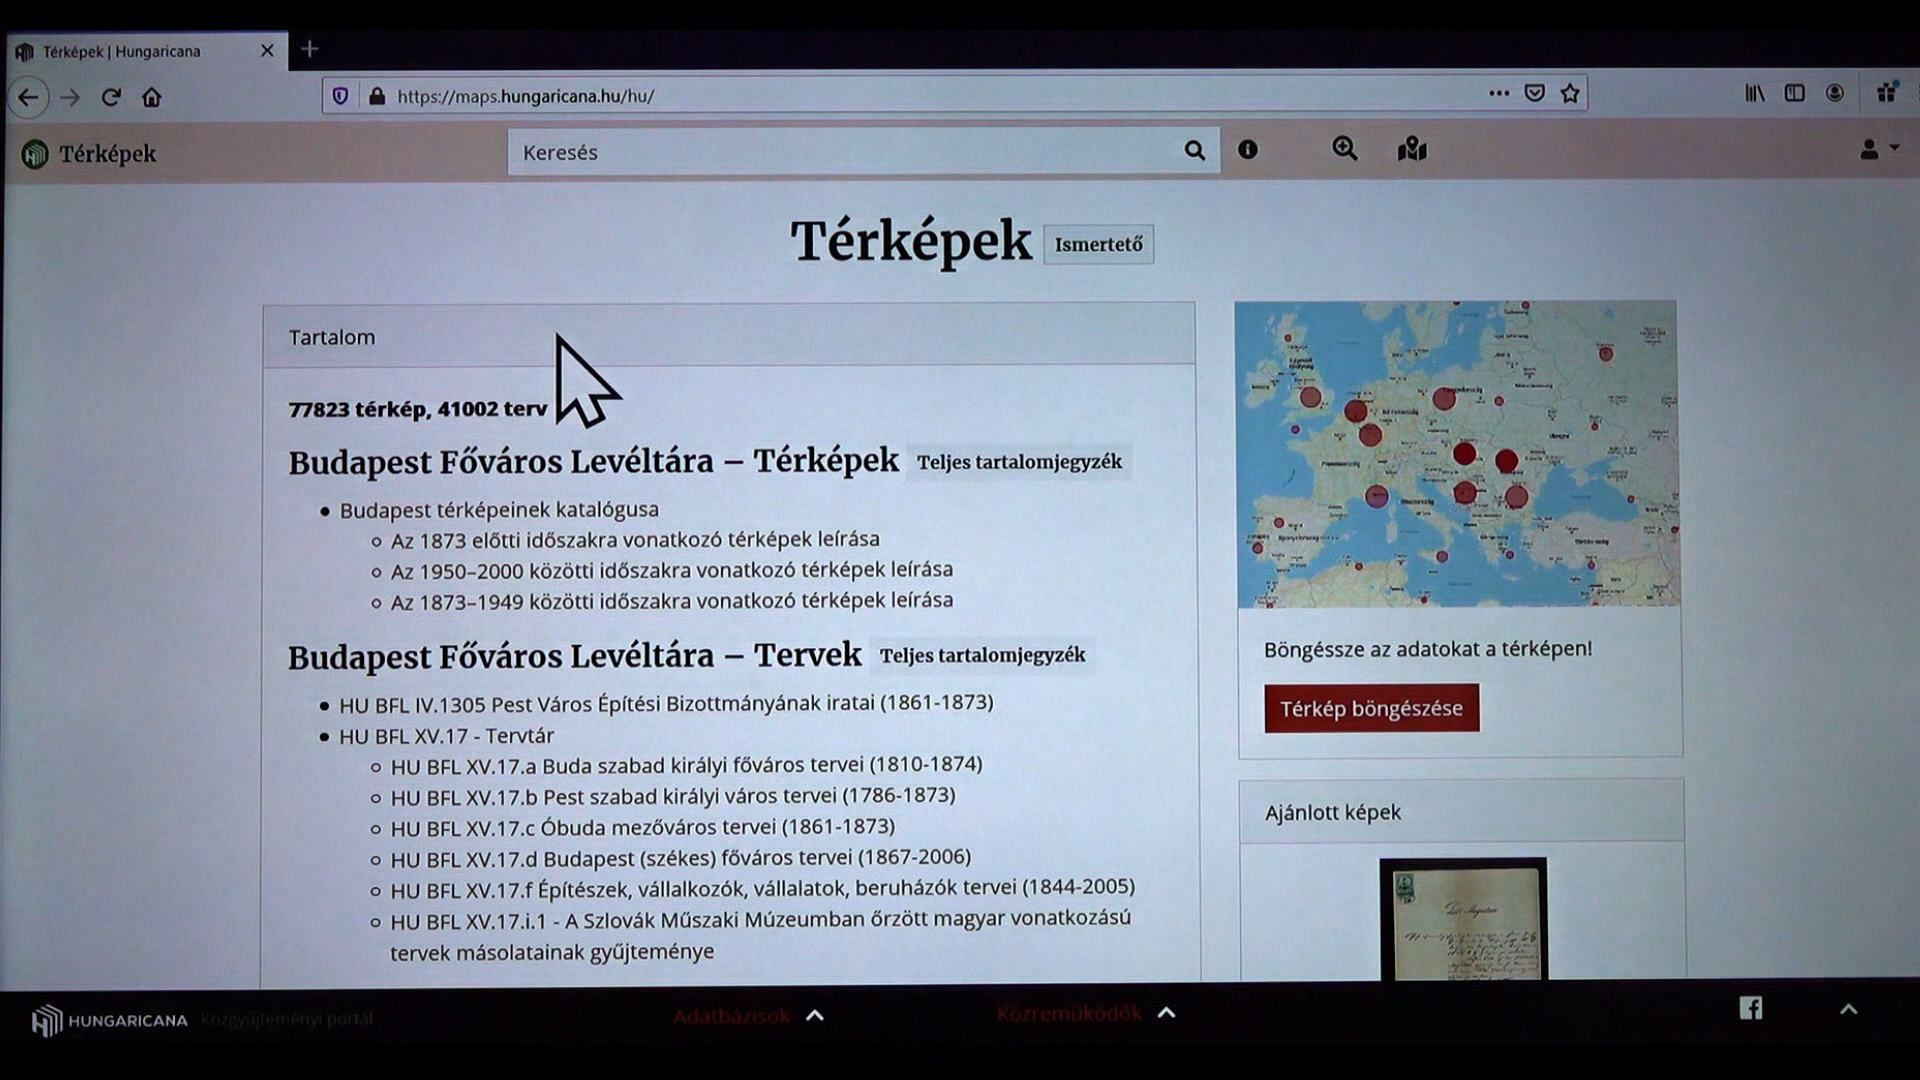 Térképek | Hungaricana
https://maps.hungaricana.hu/hu/
Térképek
Keresés
Térképek
Ismertető
Tartalom
77823 térkép, 41002 terv
Budapest Főváros Levéltára – Térképek Teljes tartalomjegyzék
Budapest térképeinek katalógusa
Az 1873 előtti időszakra vonatkozó térképek leírása
Az 1950–2000 közötti időszakra vonatkozó térképek leírása
Az 1873–1949 közötti időszakra vonatkozó térképek leírása
Budapest Főváros Levéltára – Tervek Teljes tartalomjegyzék
HU BFL IV.1305 Pest Város Építési Bizottmányának iratai (1861-1873)
HU BFL XV.17 - Tervtár
HU BFL XV.17.a Buda szabad királyi főváros tervei (1810-1874)
HU BFL XV.17.b Pest szabad királyi város tervei (1786-1873)
HU BFL XV.17.c Óbuda mezőváros tervei (1861-1873)
HU BFL XV.17.d Budapest (székes) főváros tervei (1867-2006)
HU BFL XV.17.f Építészek, vállalkozók, vállalatok, beruházók tervei (1844-2005)
HU BFL XV.17.i.1 - A Szlovák Műszaki Múzeumban őrzött magyar vonatkozású
tervek másolatainak gyűjteménye
Böngéssze az adatokat a térképen!
Térkép böngészése
Ajánlott képek
HUNGARICANA Közgyűjteményi portál
Adatbázisok
Közreműködők